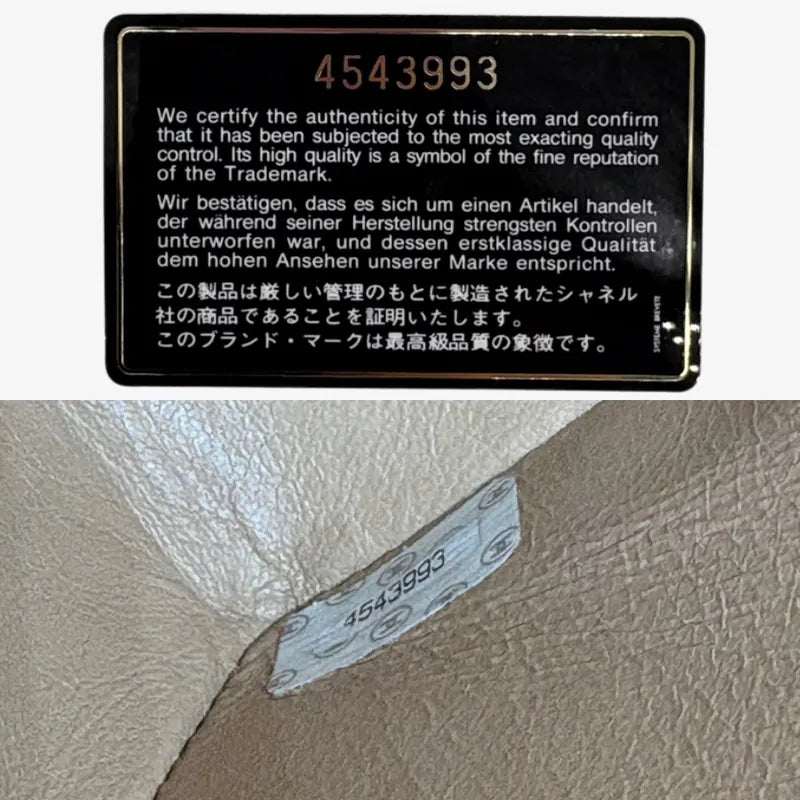 4543993
We certify the authenticity of this item and confirm
that it has been subjected to the most exacting quality
control. Its high quality is a symbol of the fine reputation
of the Trademark.
Wir bestätigen, dass es sich um einen Artikel handelt,
der während seiner Herstellung strengsten Kontrollen
unterworfen war, und dessen erstklassige Qualität
dem hohen Ansehen unserer Marke entspricht.
この製品は厳しい管理のもとに製造されたシャネル
社の商品であることを証明いたします。
このブランド・マークは最高級品質の象徴です。
SYSTEME BREVETE
4543993